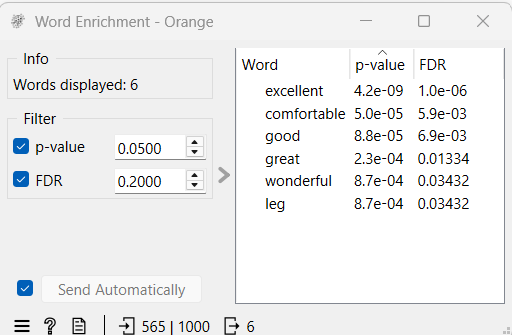 Word Enrichment - Orange
Info
Words displayed: 6
Filter
p-value 0.0500
FDR 0.2000
Send Automatically
Word p-value FDR
excellent 4.2e-09 1.0e-06
comfortable 5.0e-05 5.9e-03
good 8.8e-05 6.9e-03
great 2.3e-04 0.01334
wonderful 8.7e-04 0.03432
leg 8.7e-04 0.03432
565 | 1000 6